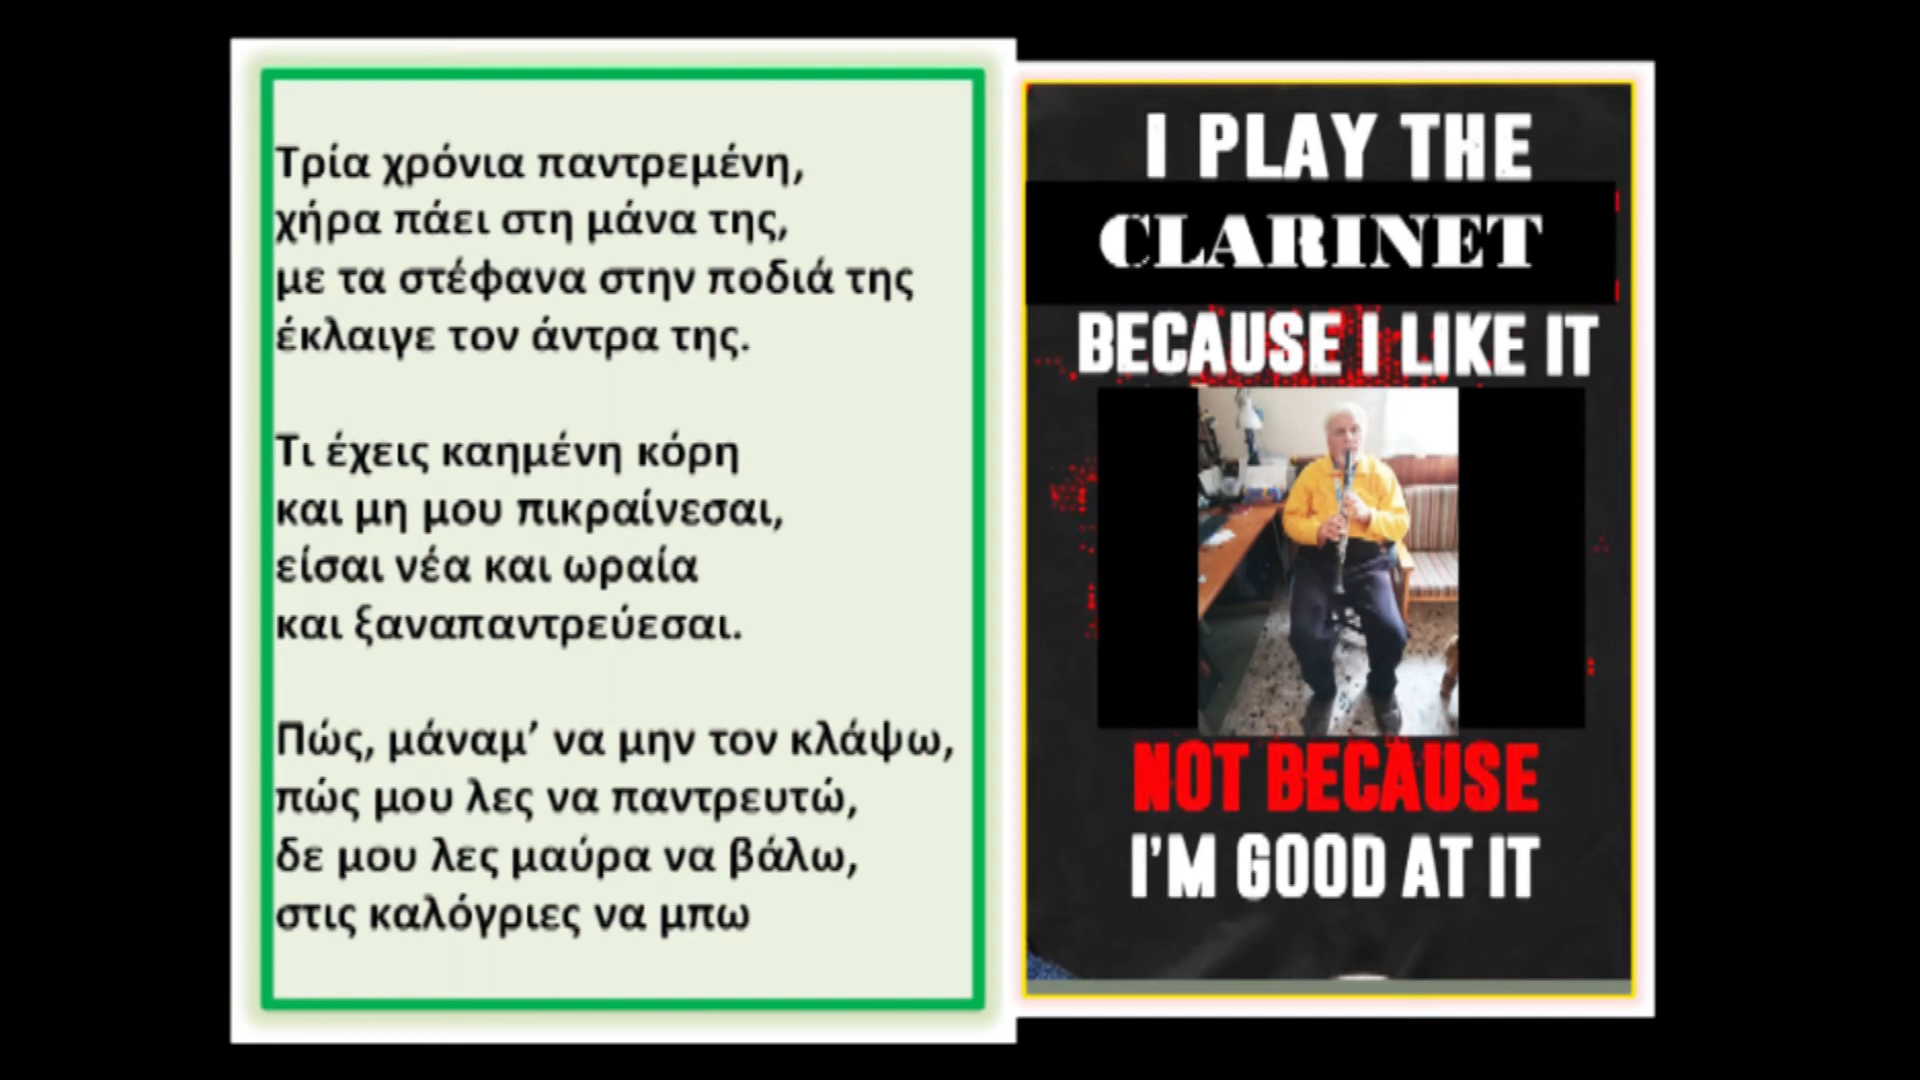 Τρία χρόνια παντρεμένη,
χήρα πάει στη μάνα της,
με τα στέφανα στην ποδιά της
έκλαιγε τον άντρα της.
Τι έχεις καημένη κόρη
και μη μου πικραίνεσαι,
είσαι νέα και ωραία
και ξαναπαντρεύεσαι.
Πώς, μάναμ’ να μην τον κλάψω,
πώς μου λες να παντρευτώ,
δε μου λες μαύρα να βάλω,
στις καλόγριες να μπω
I PLAY THE
CLARINET
BECAUSE I LIKE IT
NOT BECAUSE
I’M GOOD AT IT